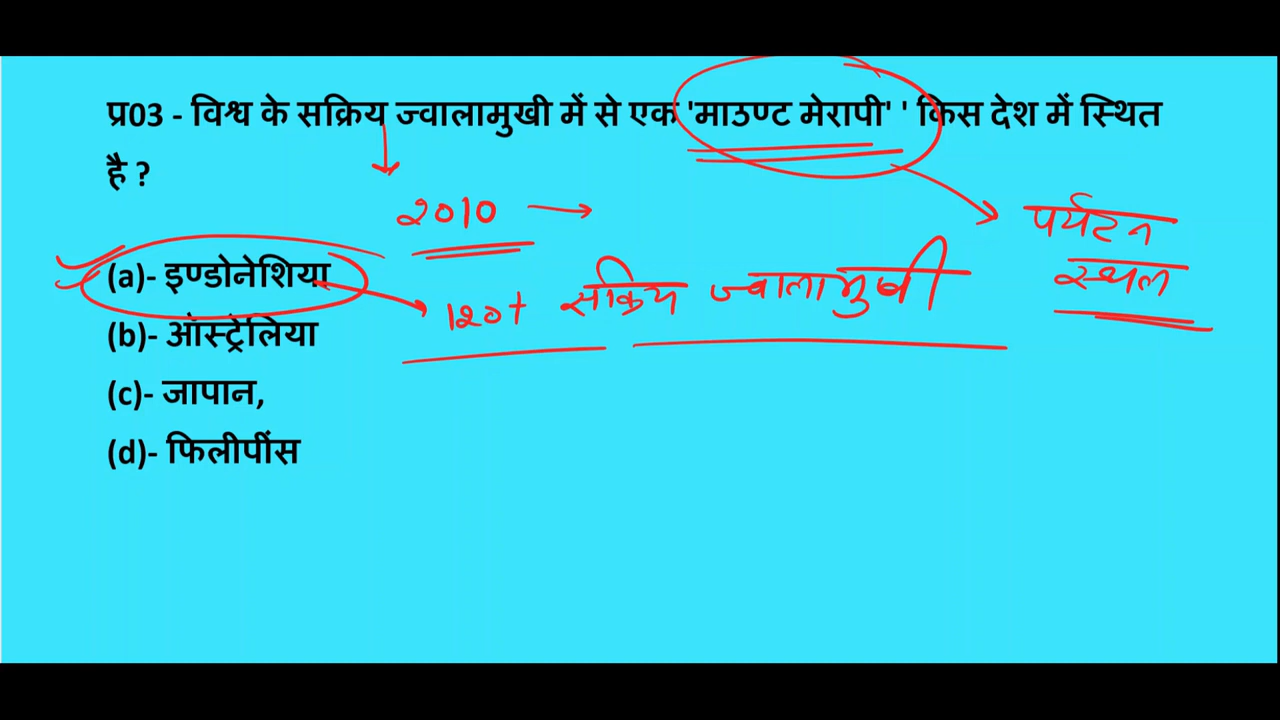 प्र03 - विश्व के सक्रिय ज्वालामुखी में से एक 'माउण्ट मेरापी' ' किस देश में स्थित
है ?
2010
पर्यटन
स्थल
(a)- इण्डोनेशिया
120+ सक्रिय ज्वालामुखी
(b)- ऑस्ट्रेलिया
(c)- जापान,
(d)- फिलीपींस